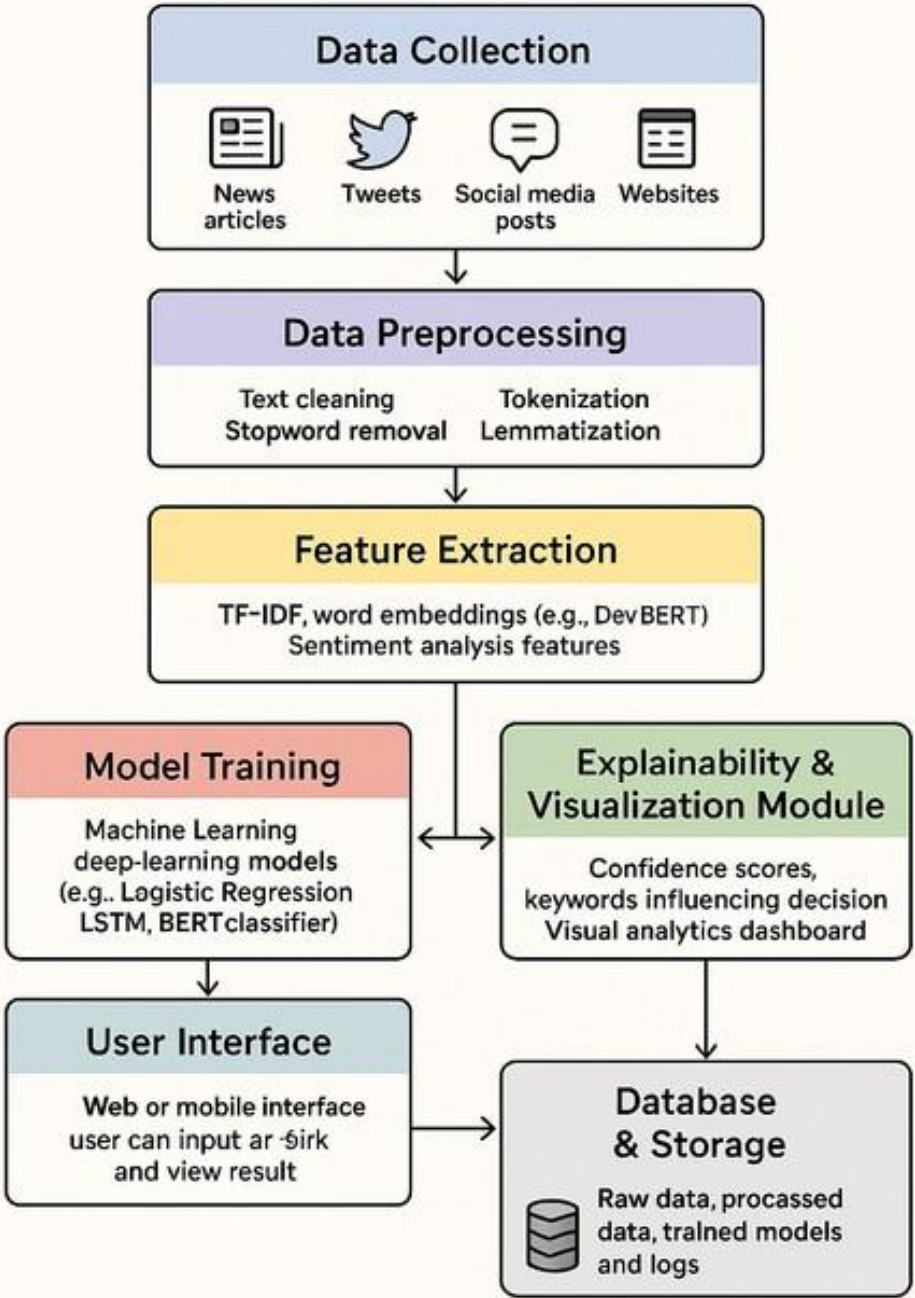 Data Collection
News
articles
Tweets
Social media
posts
Websites
Data Preprocessing
Text cleaning
Tokenization
Stopword removal
Lemmatization
Feature Extraction
TF-IDF, word embeddings (e.g., DevBERT)
Sentiment analysis features
Model Training
Machine Learning
deep-learning models
(e.g.. Logistic Regression
LSTM, BERT classifier)
Explainability &
Visualization Module
Confidence scores,
keywords influencing decision
Visual analytics dashboard
User Interface
Web or mobile interface
user can input ar
and view result
Database
& Storage
Raw data, procassed
data, tralned models
and logs